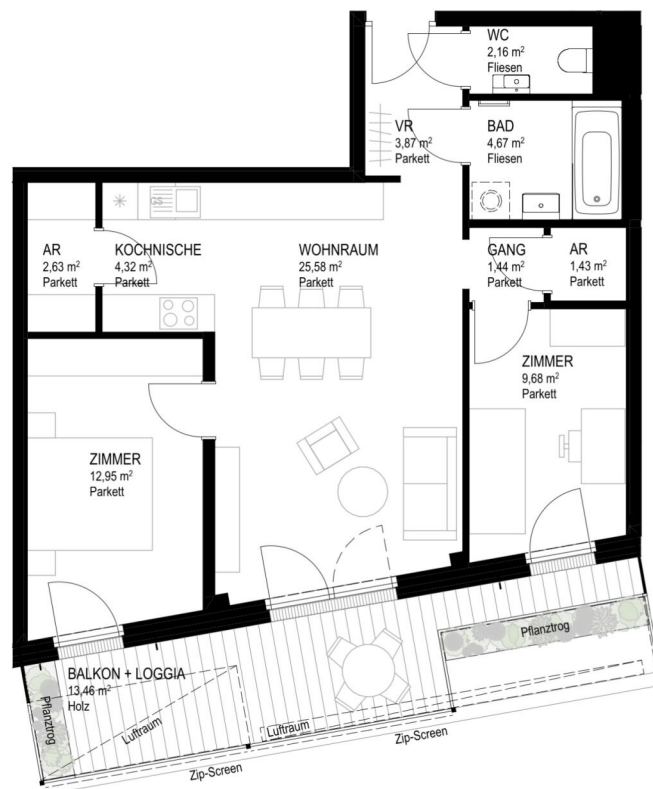 WC
2,16 m²
Fliesen
VR
3,87 m²
Parkett
BAD
4,67 m²
Fliesen
GS
AR
2,63 m²
Parkett
KOCHNISCHE
4,32 m²
Parkett
WOHNRAUM
25,58 m²
Parkett
GANG
1,44 m²
Parkett
AR
1,43 m²
Parkett
ZIMMER
9,68 m²
Parkett
ZIMMER
12,95 m²
Parkett
Pflanztrog
BALKON + LOGGIA
13,46 m²
Holz
Pflanztrog
Luftraum
Luftraum
Zip-Screen
Zip-Screen